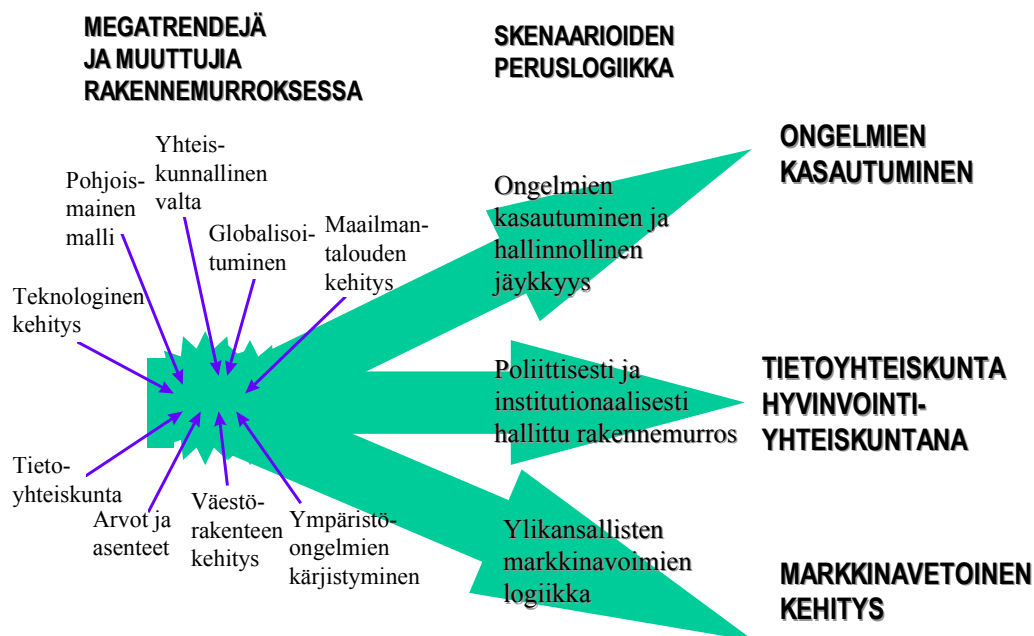 MEGATRENDEJÄ
JA MUUTTUJIA
RAKENNEMURROKSESSA
SKENAARIOIDEN
PERUSLOGIIKKA
Yhteis-
kunnallinen
valta
Pohjois-
mainen
malli
Globalisoi-
tuminen
Maailman-
talouden
kehitys
Teknologinen
kehitys
Tieto-
yhteiskunta
Arvot ja
asenteet
Väestö-
rakenteen
kehitys
Ympäristö-
ongelmien
kärjistyminen
Ongelmien
kasautuminen ja
hallinnollinen
jäykkyys
ONGELMIEN
KASAUTUMINEN
Poliittisesti ja
institutionaalisesti
hallittu rakennemurros
TIETOYHTEISKUNTA
HYVINVOINTI-
YHTEISKUNTANA
Ylikansallisten
markkinavoimien
logiikka
MARKKINAVETOINEN
KEHITYS